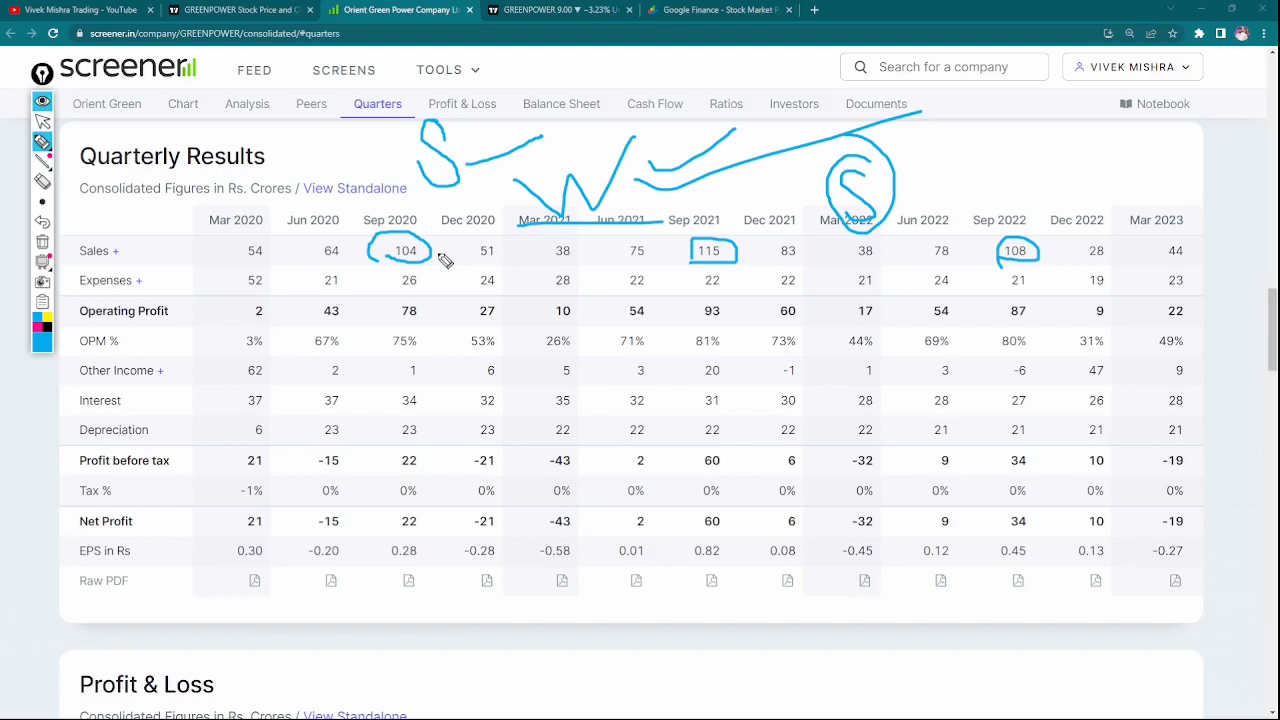 Vivek Mishra Trading - YouTube
GREENPOWER Stock Price and C
Orient Green Power Company Lt
GREENPOWER 9.00 ▼ −3.23% U
Google Finance - Stock Market P
screener.in/company/GREENPOWER/consolidated/#quarters
screener FEED SCREENS TOOLS Search for a company VIVEK MISHRA
Orient Green Chart Analysis Peers Quarters Profit & Loss Balance Sheet Cash Flow Ratios Investors Documents Notebook
S W S
Quarterly Results
Consolidated Figures in Rs. Crores / View Standalone
Mar 2020 Jun 2020 Sep 2020 Dec 2020 Mar 2021 Jun 2021 Sep 2021 Dec 2021 Mar 2022 Jun 2022 Sep 2022 Dec 2022 Mar 2023
Sales + 54 64 104 51 38 75 115 83 38 78 108 28 44
Expenses + 52 21 26 24 28 22 22 22 21 24 21 19 23
Operating Profit 2 43 78 27 10 54 93 60 17 54 87 9 22
OPM % 3% 67% 75% 53% 26% 71% 81% 73% 44% 69% 80% 31% 49%
Other Income + 62 2 1 6 5 3 20 -1 1 3 -6 47 9
Interest 37 37 34 32 35 32 31 30 28 28 27 26 28
Depreciation 6 23 23 23 22 22 22 22 22 21 21 21 21
Profit before tax 21 -15 22 -21 -43 2 60 6 -32 9 34 10 -19
Tax % -1% 0% 0% 0% 0% 0% 0% 0% 0% 0% 0% 0% 0%
Net Profit 21 -15 22 -21 -43 2 60 6 -32 9 34 10 -19
EPS in Rs 0.30 -0.20 0.28 -0.28 -0.58 0.01 0.82 0.08 -0.45 0.12 0.45 0.13 -0.27
Raw PDF
Profit & Loss
Consolidated Figures in Rs. Crores / View Standalone